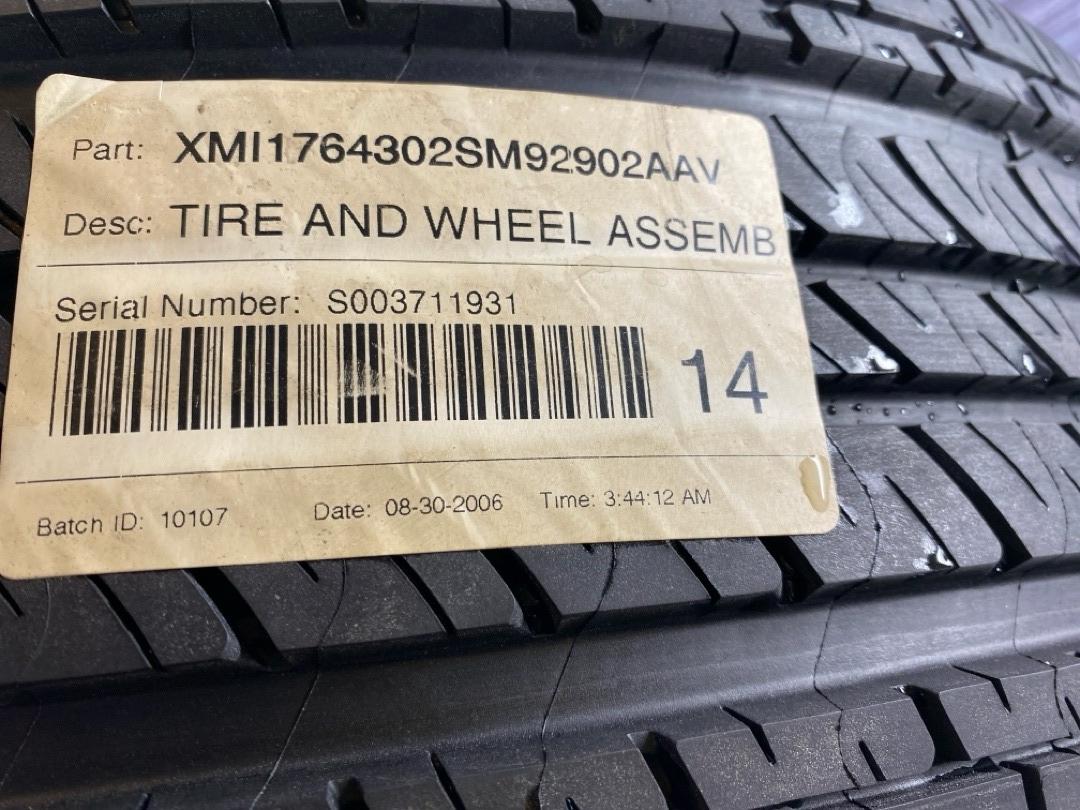 Part: XMI1764302SM92902AAV
Desc: TIRE AND WHEEL ASSEMB
Serial Number: S003711931
14
Batch ID: 10107 Date: 08-30-2006 Time: 3:44:12 AM